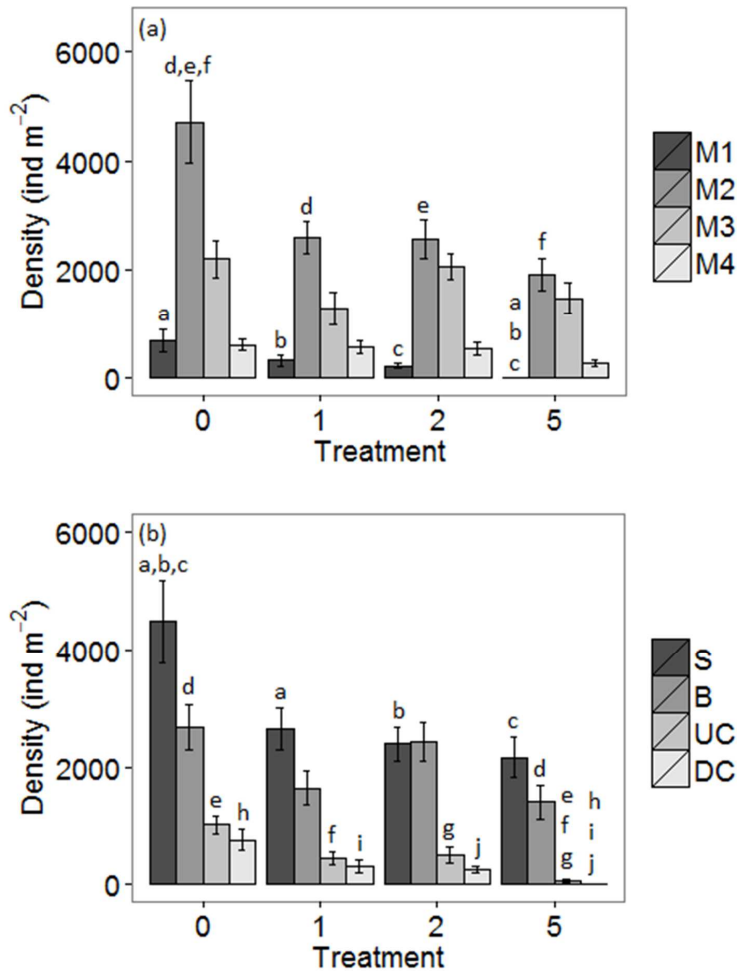 (a)
6000
4000
2000
0
Density (ind m⁻²)
d,e,f
a
d
b
e
c
f
a
b
c
0 1 2 5
Treatment
M1
M2
M3
M4
(b)
6000
4000
2000
0
Density (ind m⁻²)
a,b,c
d
e
h
a
f
i
b
g
j
c
d
e h
f i
g j
0 1 2 5
Treatment
S
B
UC
DC